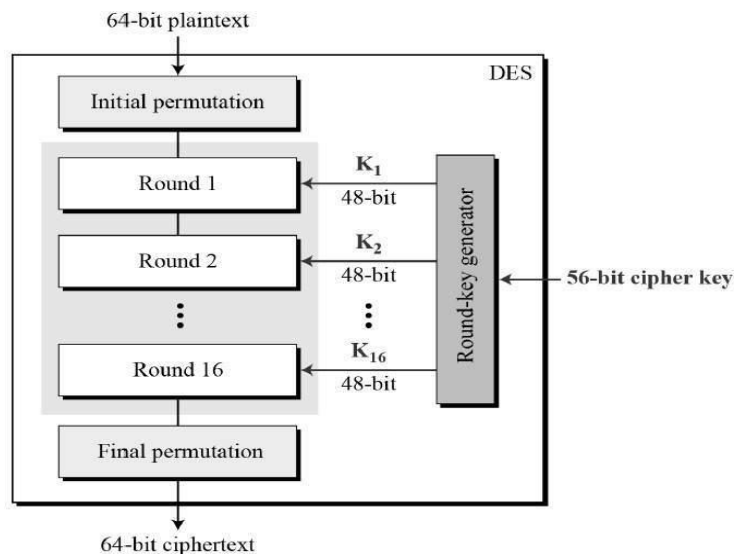 64-bit plaintext
DES
Initial permutation
Round 1
K1
48-bit
Round 2
K2
48-bit
Round-key generator
56-bit cipher key
Round 16
K16
48-bit
Final permutation
64-bit ciphertext